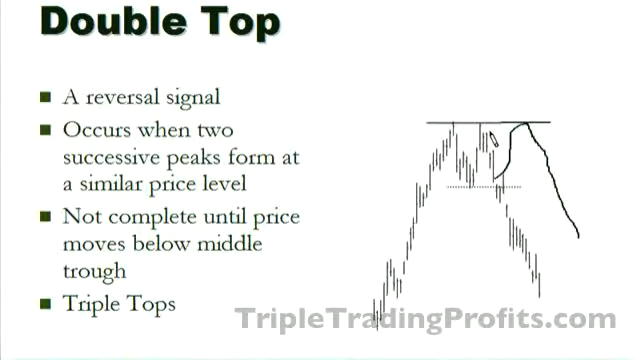 Double Top
A reversal signal
Occurs when two
successive peaks form at
a similar price level
Not complete until price
moves below middle
trough
Triple Tops
TripleTradingProfits.com